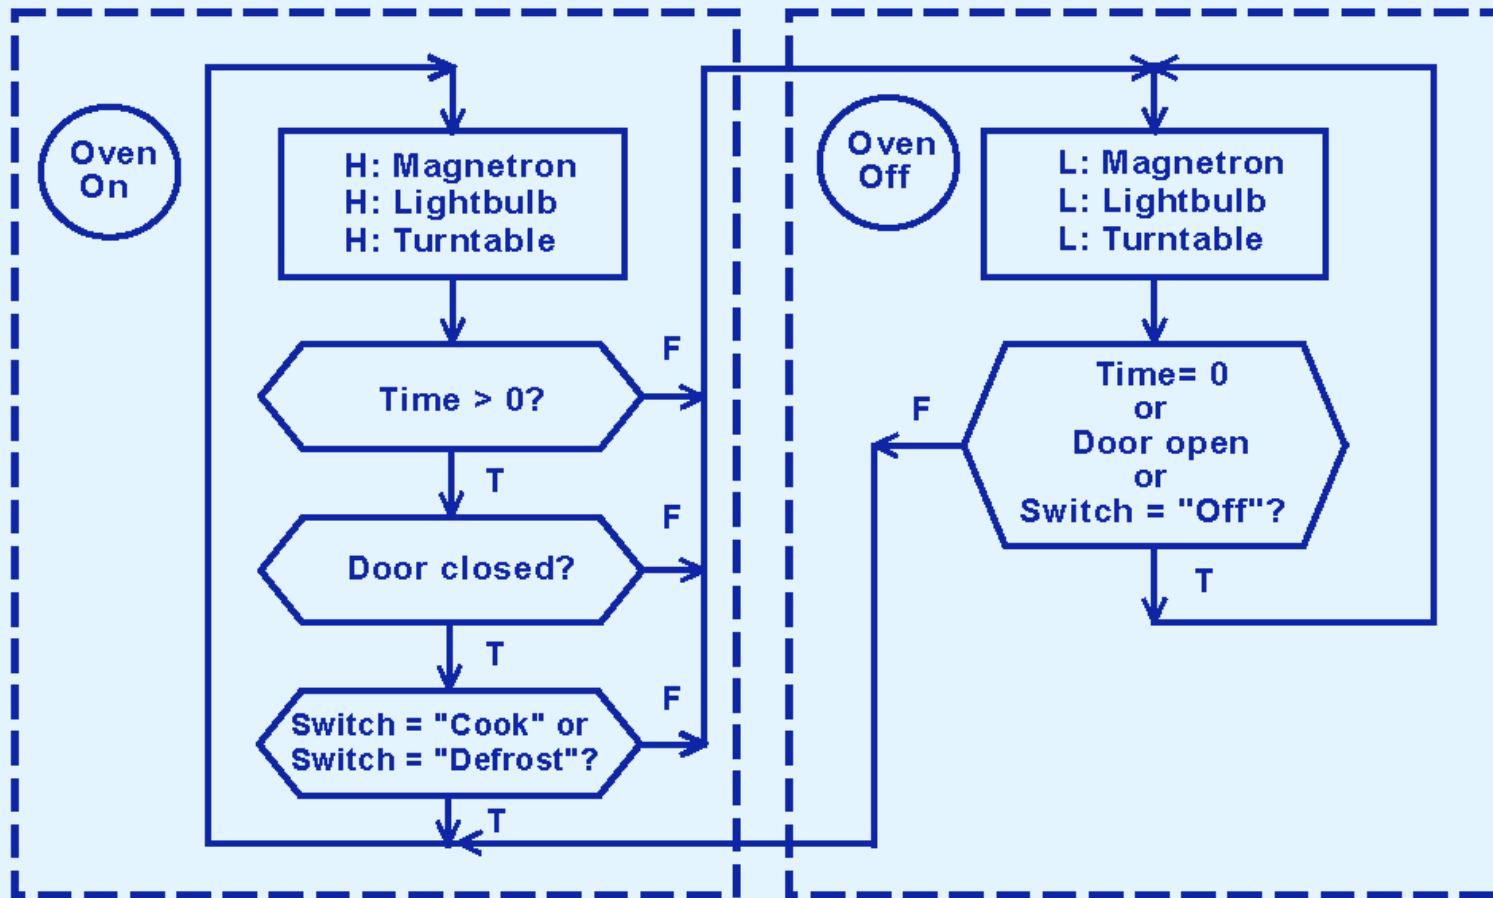 Oven
On
H: Magnetron
H: Lightbulb
H: Turntable
F
Time > 0?
T
F
Door closed?
T
F
Switch = "Cook" or
Switch = "Defrost"?
T
Oven
Off
L: Magnetron
L: Lightbulb
L: Turntable
Time= 0
or
Door open
or
Switch = "Off"?
F
T